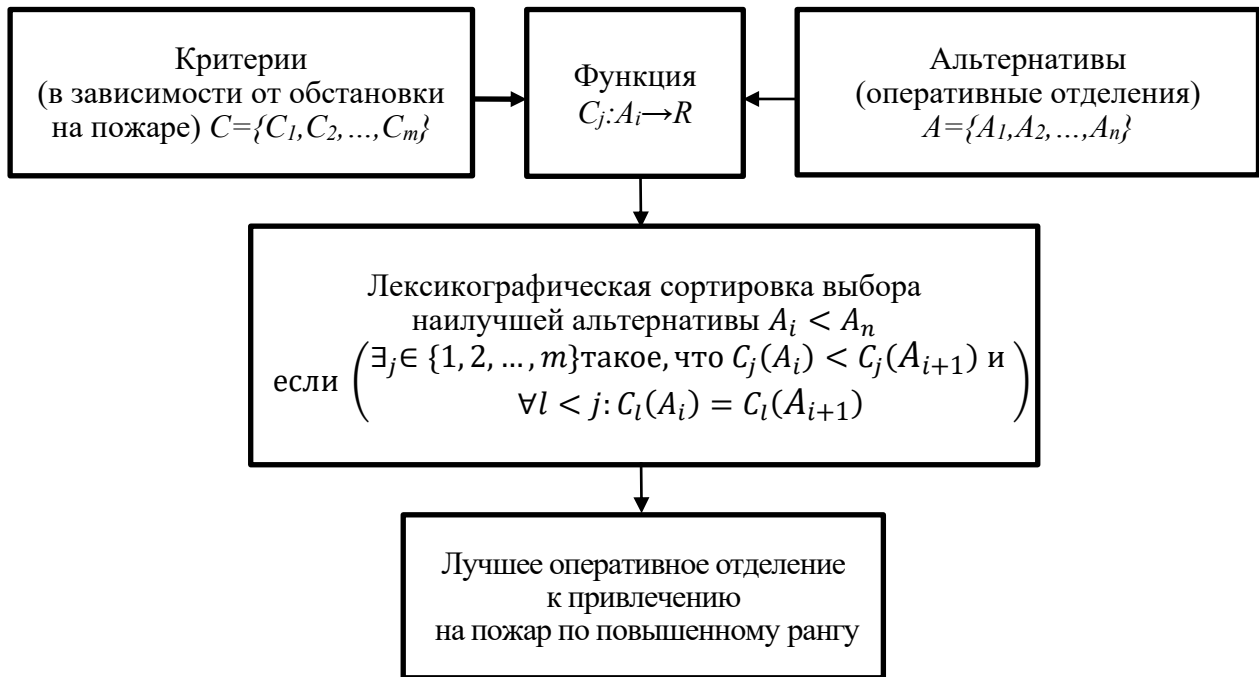 Критерии
(в зависимости от обстановки
на пожаре) C={C₁,C₂,…,Cₘ}
Функция
Cⱼ:Aᵢ→R
Альтернативы
(оперативные отделения)
A={A₁,A₂,…,Aₙ}
Лексикографическая сортировка выбора
наилучшей альтернативы Aᵢ < Aₙ
если (∃ⱼ∈ {1, 2, … , m}такое, что Cⱼ(Aᵢ) < Cⱼ(Aᵢ₊₁) и
∀l < j: Cₗ(Aᵢ) = Cₗ(Aᵢ₊₁))
Лучшее оперативное отделение
к привлечению
на пожар по повышенному рангу